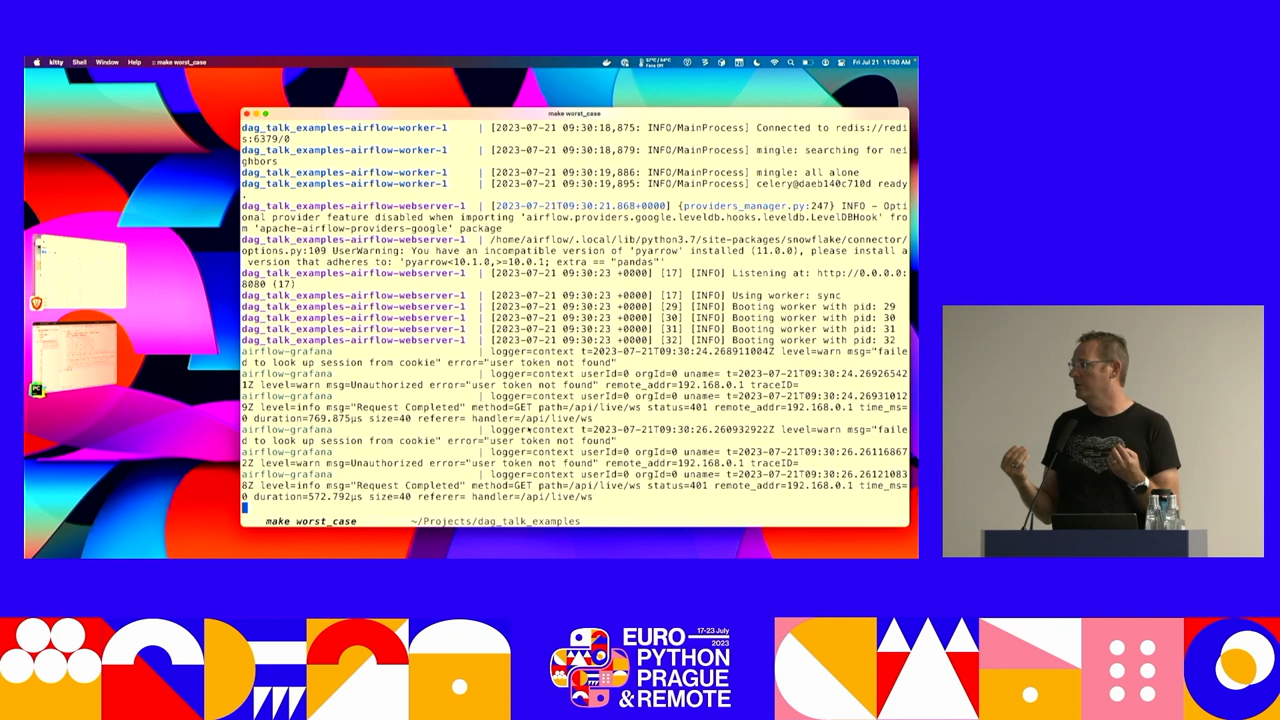 kitty Shell Window Help make worst_case
Fri Jul 21 11:30 AM
make worst_case
dag_talk_examples-airflow-worker-1 | [2023-07-21 09:30:18,875: INFO/MainProcess] Connected to redis://redi
s:6379/0
dag_talk_examples-airflow-worker-1 | [2023-07-21 09:30:18,879: INFO/MainProcess] mingle: searching for nei
ghbors
dag_talk_examples-airflow-worker-1 | [2023-07-21 09:30:19,886: INFO/MainProcess] mingle: all alone
dag_talk_examples-airflow-worker-1 | [2023-07-21 09:30:19,895: INFO/MainProcess] celery@daeb140c710d ready
.
dag_talk_examples-airflow-webserver-1 | [2023-07-21T09:30:21.868+0000] {providers_manager.py:247} INFO - Opti
onal provider feature disabled when importing 'airflow.providers.google.leveldb.hooks.leveldb.LevelDBHook' fro
m 'apache-airflow-providers-google' package
dag_talk_examples-airflow-webserver-1 | /home/airflow/.local/lib/python3.7/site-packages/snowflake/connector/
options.py:109 UserWarning: You have an incompatible version of 'pyarrow' installed (11.0.0), please install a
 version that adheres to: 'pyarrow<10.1.0,>=10.0.1; extra == "pandas"'
dag_talk_examples-airflow-webserver-1 | [2023-07-21 09:30:23 +0000] [17] [INFO] Listening at: http://0.0.0.0:
8080 (17)
dag_talk_examples-airflow-webserver-1 | [2023-07-21 09:30:23 +0000] [17] [INFO] Using worker: sync
dag_talk_examples-airflow-webserver-1 | [2023-07-21 09:30:23 +0000] [29] [INFO] Booting worker with pid: 29
dag_talk_examples-airflow-webserver-1 | [2023-07-21 09:30:23 +0000] [30] [INFO] Booting worker with pid: 30
dag_talk_examples-airflow-webserver-1 | [2023-07-21 09:30:23 +0000] [31] [INFO] Booting worker with pid: 31
dag_talk_examples-airflow-webserver-1 | [2023-07-21 09:30:23 +0000] [32] [INFO] Booting worker with pid: 32
airflow-grafana | logger=context t=2023-07-21T09:30:24.268911004Z level=warn msg="faile
d to look up session from cookie" error="user token not found"
airflow-grafana | logger=context userId=0 orgId=0 uname= t=2023-07-21T09:30:24.26926542
1Z level=warn msg=Unauthorized error="user token not found" remote_addr=192.168.0.1 traceID=
airflow-grafana | logger=context userId=0 orgId=0 uname= t=2023-07-21T09:30:24.26931012
9Z level=info msg="Request Completed" method=GET path=/api/live/ws status=401 remote_addr=192.168.0.1 time_ms=
0 duration=769.875µs size=40 referer= handler=/api/live/ws
airflow-grafana | logger=context t=2023-07-21T09:30:26.260932922Z level=warn msg="faile
d to look up session from cookie" error="user token not found"
airflow-grafana | logger=context userId=0 orgId=0 uname= t=2023-07-21T09:30:26.26116867
2Z level=warn msg=Unauthorized error="user token not found" remote_addr=192.168.0.1 traceID=
airflow-grafana | logger=context userId=0 orgId=0 uname= t=2023-07-21T09:30:26.26121083
8Z level=info msg="Request Completed" method=GET path=/api/live/ws status=401 remote_addr=192.168.0.1 time_ms=
0 duration=572.792µs size=40 referer= handler=/api/live/ws
make worst_case ~/Projects/dag_talk_examples
EURO 17-23 July
2023
PYTHON
PRAGUE
& REMOTE